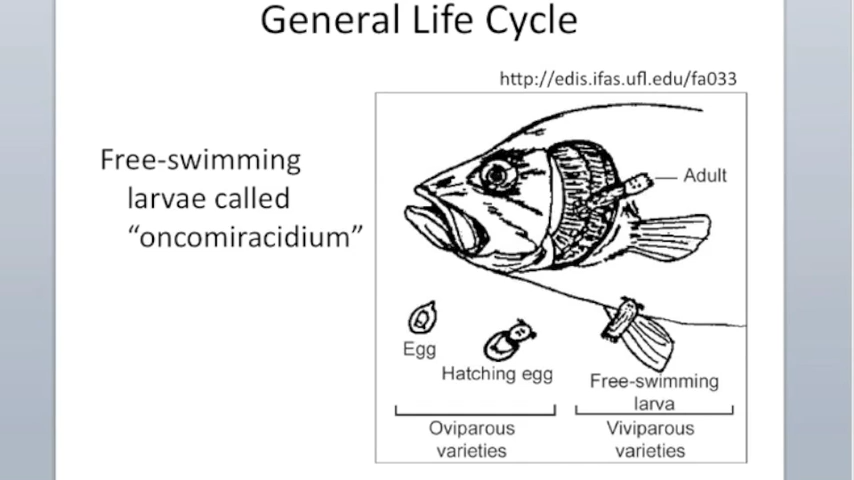 General Life Cycle
http://edis.ifas.ufl.edu/fa033
Free-swimming
larvae called
“oncomiracidium”
Adult
Egg
Hatching egg
Free-swimming
larva
Oviparous
varieties
Viviparous
varieties